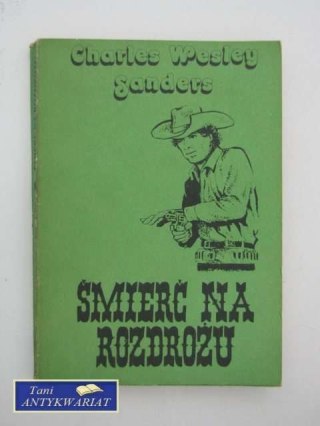 Charles Wesley
Sanders
ŚMIERĆ NA
ROZDROŻU
Tani
ANTYKWARIAT